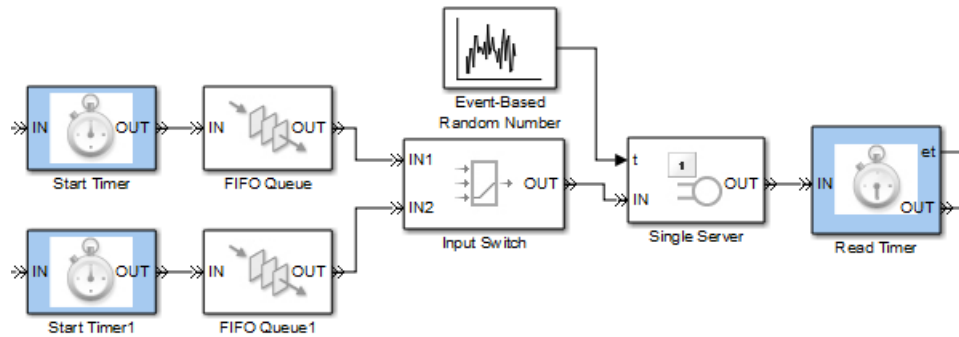 Event-Based
Random Number
IN OUT
Start Timer
IN OUT
FIFO Queue
IN1
IN2
OUT
Input Switch
t
1
IN
OUT
Single Server
IN
et
OUT
Read Timer
IN OUT
Start Timer1
IN OUT
FIFO Queue1